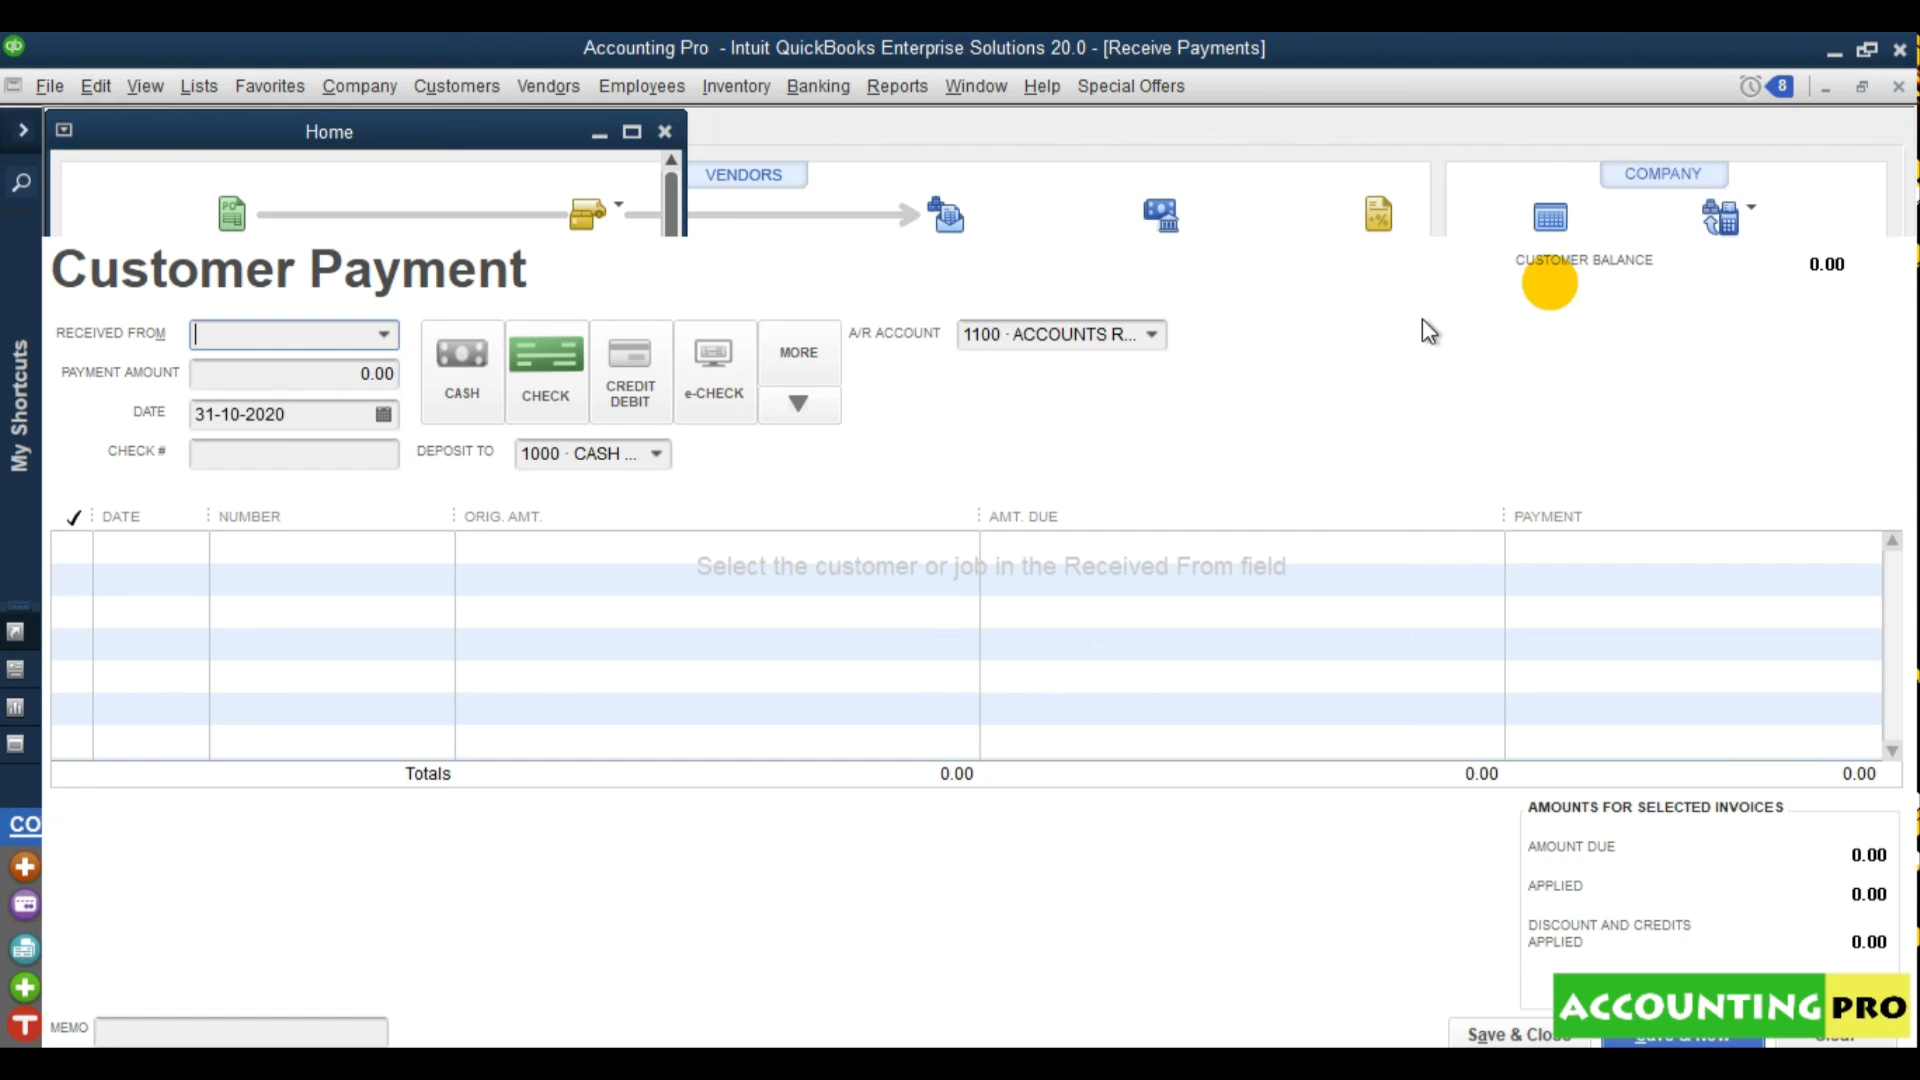 Accounting Pro - Intuit QuickBooks Enterprise Solutions 20.0 - [Receive Payments]
File Edit View Lists Favorites Company Customers Vendors Employees Inventory Banking Reports Window Help Special Offers
8
Home
VENDORS
COMPANY
PO
Customer Payment
CUSTOMER BALANCE 0.00
RECEIVED FROM
A/R ACCOUNT 1100 · ACCOUNTS R...
PAYMENT AMOUNT 0.00
DATE 31-10-2020
CASH
CHECK
CREDIT
DEBIT
e-CHECK
MORE
CHECK #
DEPOSIT TO 1000 · CASH ...
My Shortcuts
DATE NUMBER ORIG. AMT. AMT. DUE PAYMENT
Select the customer or job in the Received From field
Totals 0.00 0.00 0.00
CO
AMOUNTS FOR SELECTED INVOICES
AMOUNT DUE 0.00
APPLIED 0.00
DISCOUNT AND CREDITS
APPLIED 0.00
ACCOUNTING PRO
MEMO
Save & Clo